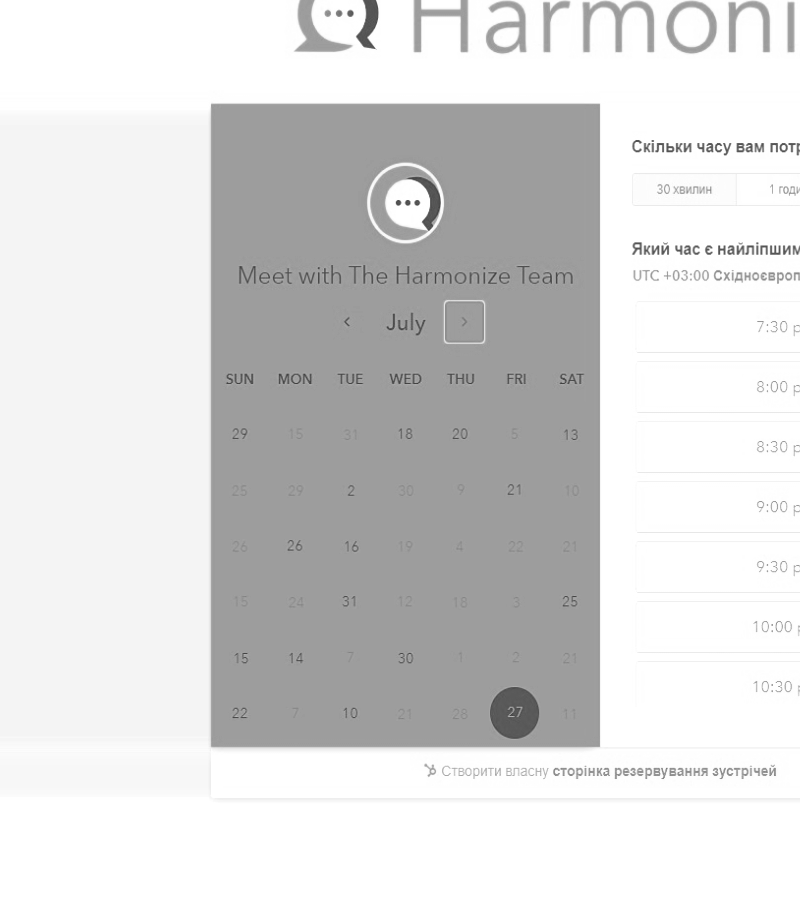 Harmoni
Meet with The Harmonize Team
July
SUN MON TUE WED THU FRI SAT
29 15 31 18 20 5 13
25 29 2 30 9 21 10
26 26 16 19 4 22 21
15 24 31 12 18 3 25
15 14 7 30 1 2 21
22 7 10 21 28 27 11
Скільки часу вам потр
30 хвилин 1 годи
Який час є найліпшим
UTC +03:00 Східноєвроп
7:30 р
8:00 р
8:30 р
9:00 р
9:30 р
10:00 р
10:30 р
Створити власну сторінка резервування зустрічей